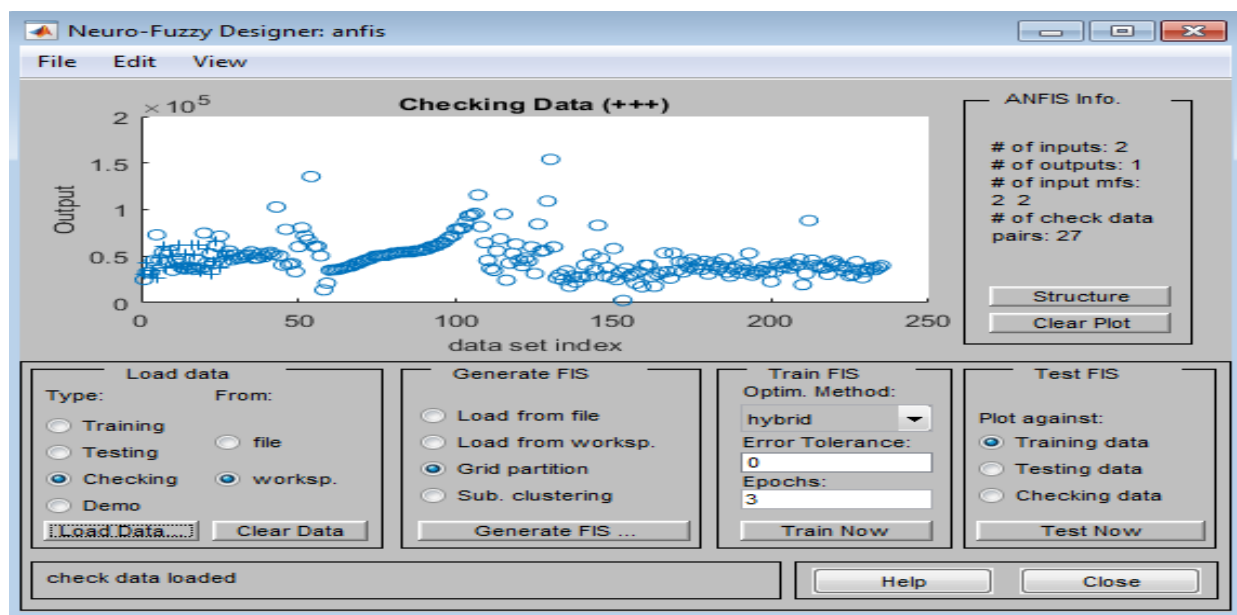 Neuro-Fuzzy Designer: anfis
File Edit View
× 10^5
Checking Data (+++)
2
1.5
1
0.5
0
Output
0 50 100 150 200 250
data set index
ANFIS Info.
# of inputs: 2
# of outputs: 1
# of input mfs:
2 2
# of check data
pairs: 27
Structure
Clear Plot
Load data
Type: From:
Training
Testing
Checking
Demo
file
worksp.
Load Data...
Clear Data
Generate FIS
Load from file
Load from worksp.
Grid partition
Sub. clustering
Generate FIS ...
Train FIS
Optim. Method:
hybrid
Error Tolerance:
0
Epochs:
3
Train Now
Test FIS
Plot against:
Training data
Testing data
Checking data
Test Now
check data loaded
Help
Close